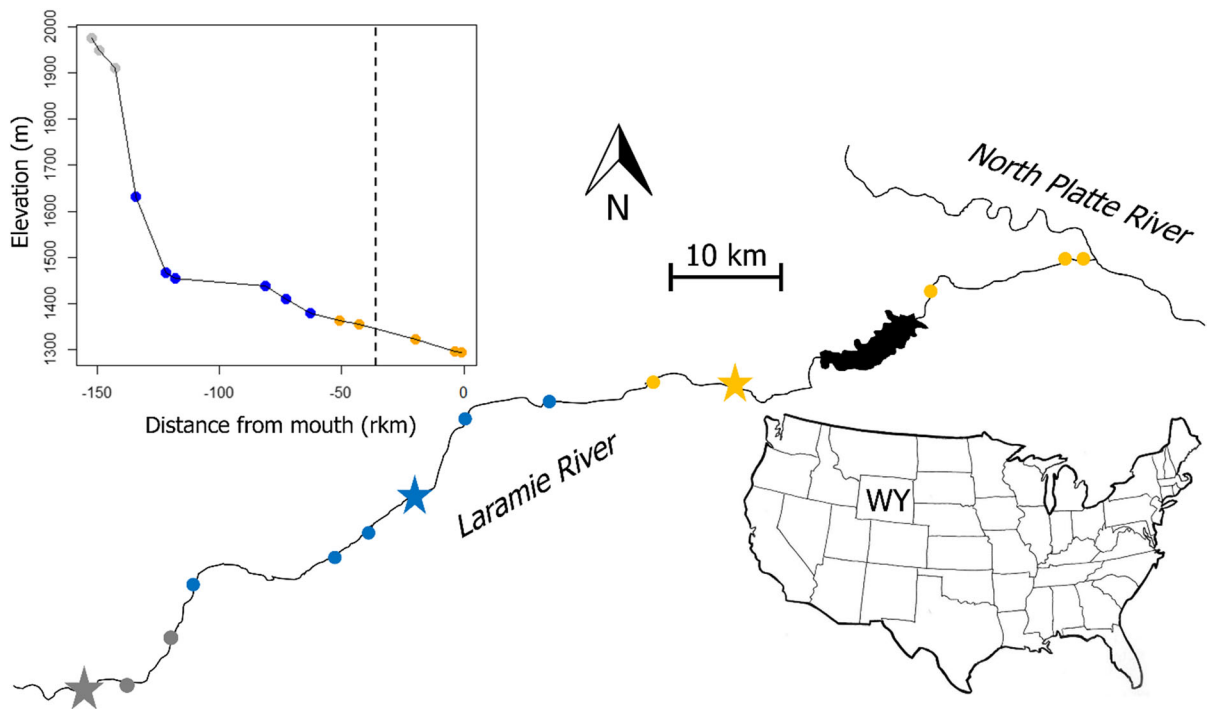 2000
1900
1800
1700
1600
1500
1400
1300
Elevation (m)
-150
-100
-50
0
Distance from mouth (rkm)
N
10 km
North Platte River
Laramie River
WY